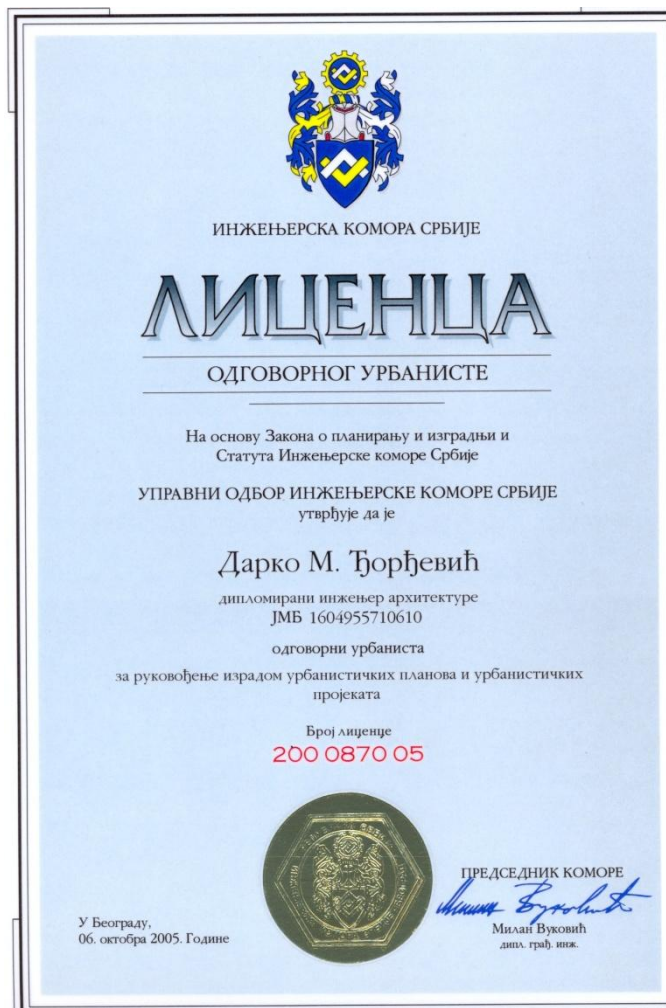 ИНЖЕЊЕРСКА КОМОРА СРБИЈЕ
ЛИЦЕНЦА
ОДГОВОРНОГ УРБАНИСТЕ
На основу Закона о планирању и изградњи и
Статута Инжењерске коморе Србије
УПРАВНИ ОДБОР ИНЖЕЊЕРСКЕ КОМОРЕ СРБИЈЕ
утврђује да је
Дарко М. Ђорђевић
дипломирани инжењер архитектуре
ЈМБ 1604955710610
одговорни урбаниста
за руковођење израдом урбанистичких планова и урбанистичких
пројеката
Број лиценце
200 0870 05
ПРЕДСЕДНИК КОМОРЕ
Милан Вуковић
дипл. грађ. инж.
У Београду,
06. октобра 2005. Године